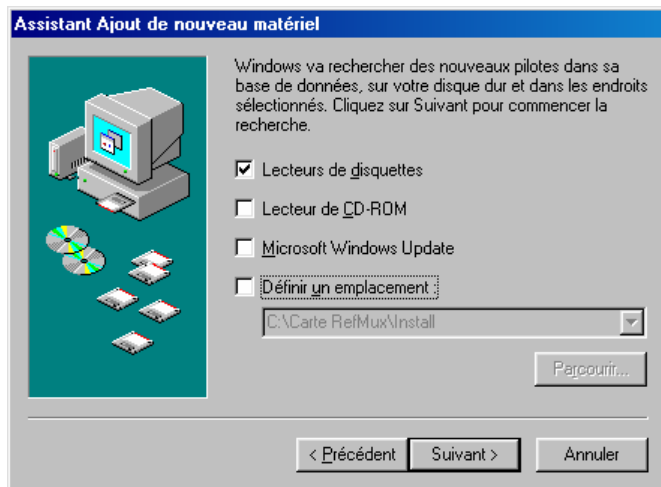 Assistant Ajout de nouveau matériel
Windows va rechercher des nouveaux pilotes dans sa
base de données, sur votre disque dur et dans les endroits
sélectionnés. Cliquez sur Suivant pour commencer la
recherche.
Lecteurs de disquettes
Lecteur de CD-ROM
Microsoft Windows Update
Définir un emplacement :
C:\Carte RefMux\Install
Parcourir...
< Précédent Suivant > Annuler